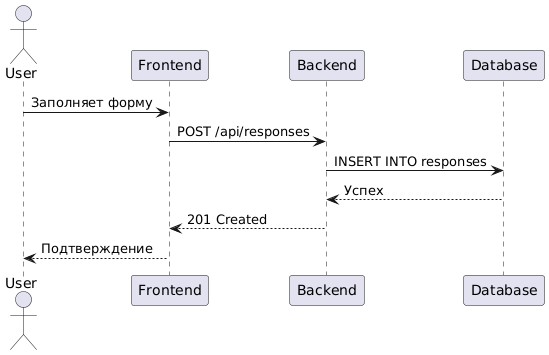 User
Frontend
Backend
Database
Заполняет форму
POST /api/responses
INSERT INTO responses
Успех
201 Created
Подтверждение
User
Frontend
Backend
Database